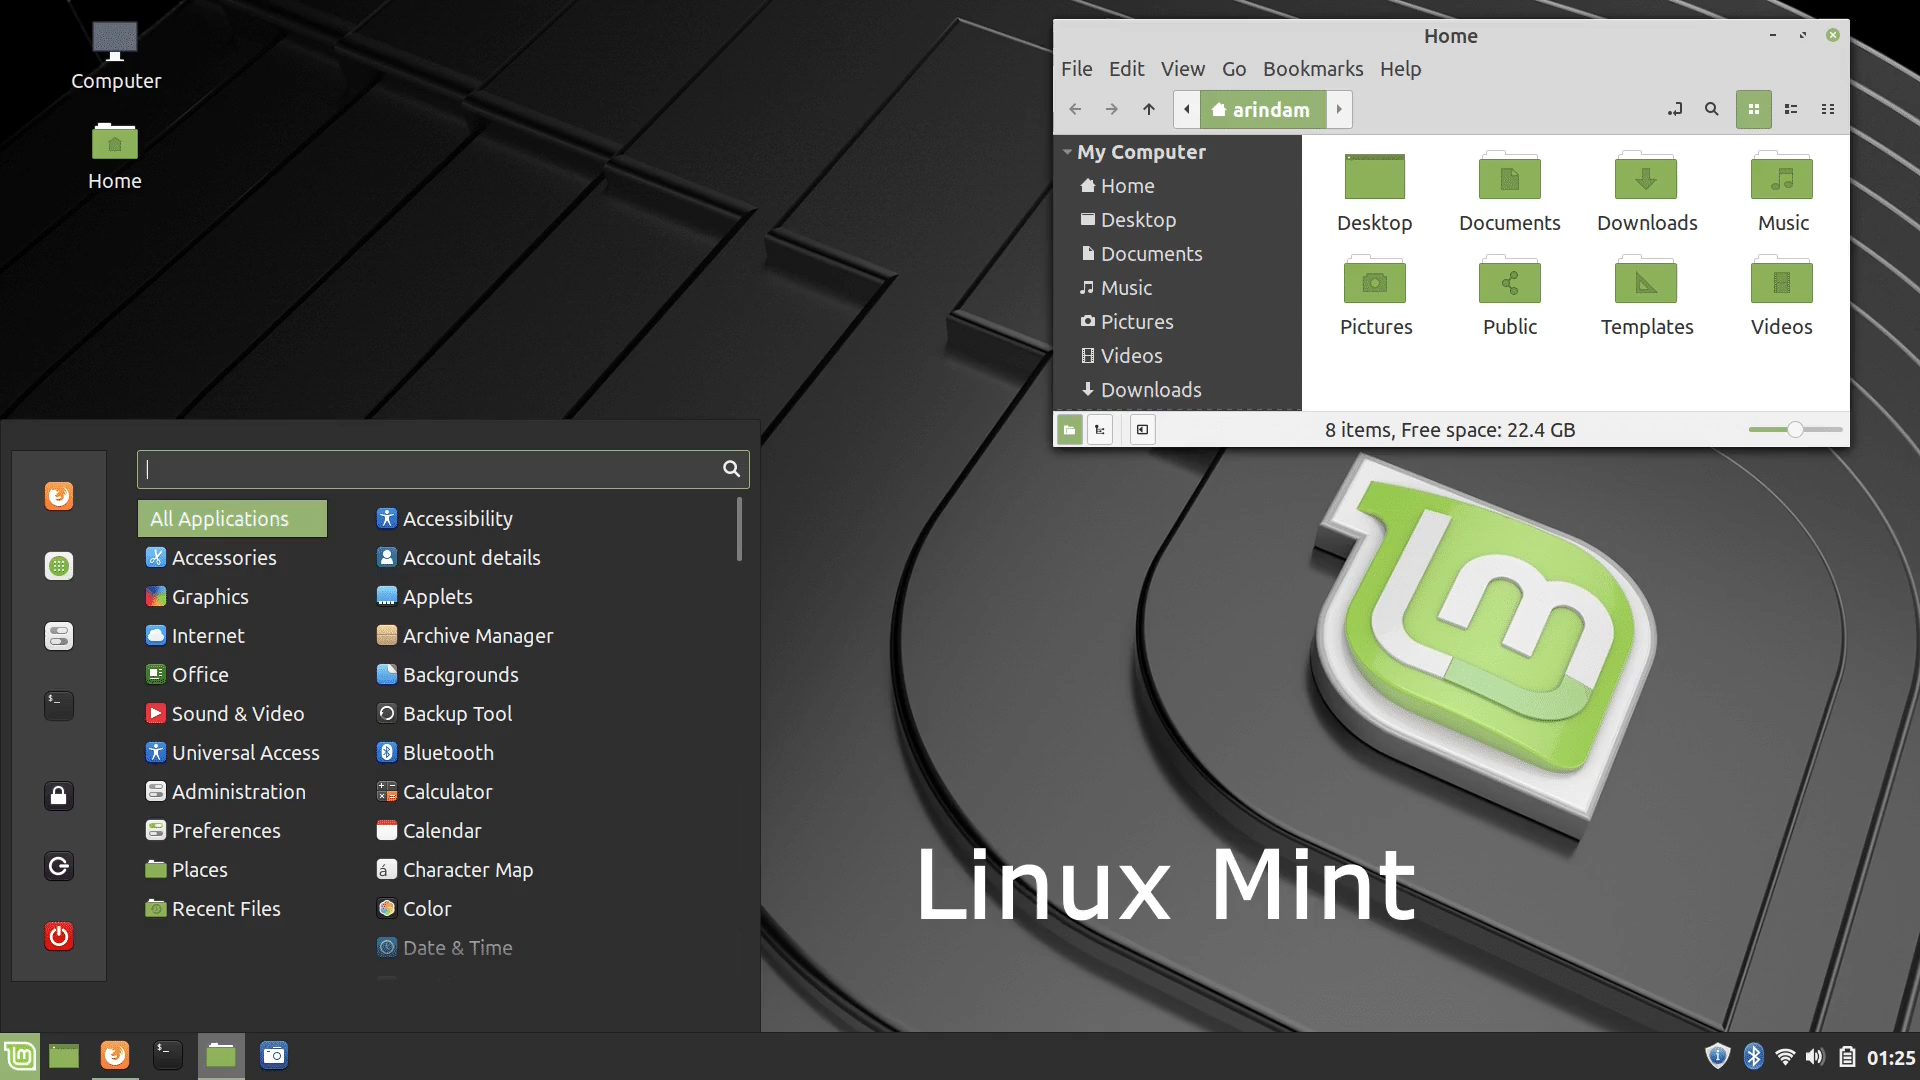 Computer
Home
Home
File Edit View Go Bookmarks Help
arindam
My Computer
Home
Desktop
Documents
Music
Pictures
Videos
Downloads
Desktop Documents Downloads Music
Pictures Public Templates Videos
8 items, Free space: 22.4 GB
All Applications
Accessories
Graphics
Internet
Office
Sound & Video
Universal Access
Administration
Preferences
Places
Recent Files
Accessibility
Account details
Applets
Archive Manager
Backgrounds
Backup Tool
Bluetooth
Calculator
Calendar
Character Map
Color
Date & Time
Linux Mint
01:25